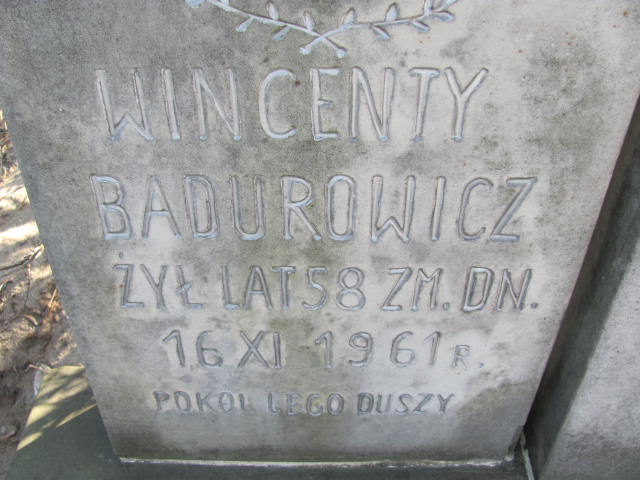 WINCENTY
BADUROWICZ
ŻYŁ LAT 58 ZM. DN.
16 XI 1961 R.
POKÓJ JEGO DUSZY